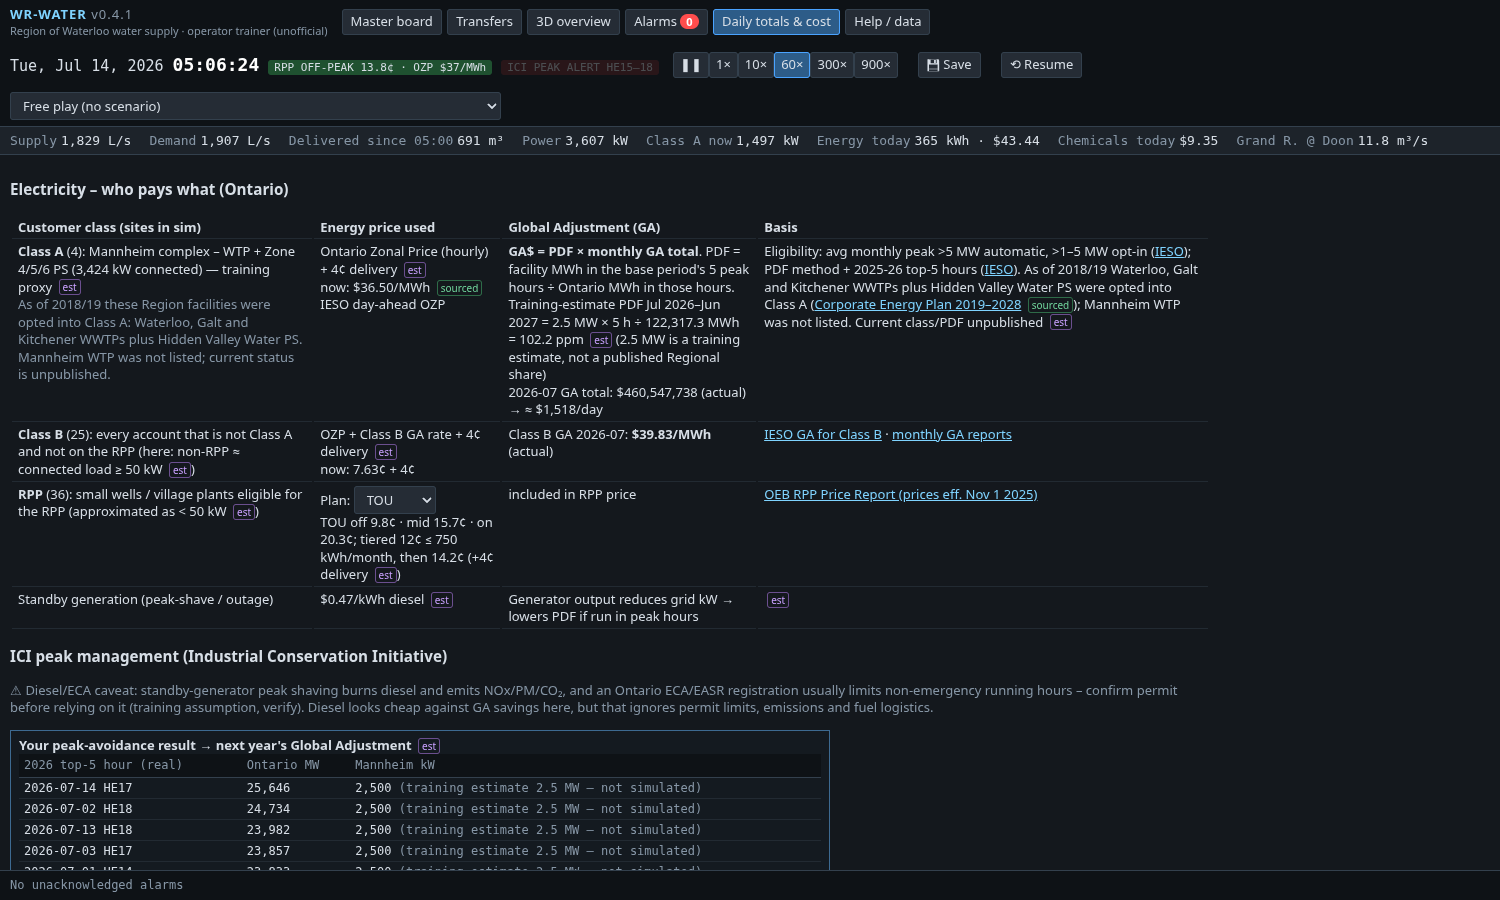 WR-WATER v0.4.1
Region of Waterloo water supply · operator trainer (unofficial)
Master board
Transfers
3D overview
Alarms 0
Daily totals & cost
Help / data
Tue, Jul 14, 2026 05:06:24
RPP OFF-PEAK 13.8¢ · OZP $37/MWh
ICI PEAK ALERT HE15–18
❚❚
1×
10×
60×
300×
900×
💾 Save
⟲ Resume
Free play (no scenario)
Supply 1,829 L/s Demand 1,907 L/s Delivered since 05:00 691 m³ Power 3,607 kW Class A now 1,497 kW Energy today 365 kWh · $43.44 Chemicals today $9.35 Grand R. @ Doon 11.8 m³/s
Electricity – who pays what (Ontario)
Customer class (sites in sim)
Energy price used
Global Adjustment (GA)
Basis
Class A (4): Mannheim complex – WTP + Zone
4/5/6 PS (3,424 kW connected) — training
proxy est
As of 2018/19 these Region facilities were
opted into Class A: Waterloo, Galt and
Kitchener WWTPs plus Hidden Valley Water PS.
Mannheim WTP was not listed; current status
is unpublished.
Ontario Zonal Price (hourly)
+ 4¢ delivery est
now: $36.50/MWh sourced
IESO day-ahead OZP
GA$ = PDF × monthly GA total. PDF =
facility MWh in the base period's 5 peak
hours ÷ Ontario MWh in those hours.
Training-estimate PDF Jul 2026–Jun
2027 = 2.5 MW × 5 h ÷ 122,317.3 MWh
= 102.2 ppm est (2.5 MW is a training
estimate, not a published Regional
share)
2026-07 GA total: $460,547,738 (actual)
→ ≈ $1,518/day
Eligibility: avg monthly peak >5 MW automatic, >1–5 MW opt-in (IESO);
PDF method + 2025-26 top-5 hours (IESO). As of 2018/19 Waterloo, Galt
and Kitchener WWTPs plus Hidden Valley Water PS were opted into
Class A (Corporate Energy Plan 2019–2028 sourced); Mannheim WTP
was not listed. Current class/PDF unpublished est
Class B (25): every account that is not Class A
and not on the RPP (here: non-RPP ≈
connected load ≥ 50 kW est)
OZP + Class B GA rate + 4¢
delivery est
now: 7.63¢ + 4¢
Class B GA 2026-07: $39.83/MWh
(actual)
IESO GA for Class B · monthly GA reports
RPP (36): small wells / village plants eligible for
the RPP (approximated as < 50 kW est)
Plan: TOU
TOU off 9.8¢ · mid 15.7¢ · on
20.3¢; tiered 12¢ ≤ 750
kWh/month, then 14.2¢ (+4¢
delivery est)
included in RPP price
OEB RPP Price Report (prices eff. Nov 1 2025)
Standby generation (peak-shave / outage)
$0.47/kWh diesel est
Generator output reduces grid kW →
lowers PDF if run in peak hours
est
ICI peak management (Industrial Conservation Initiative)
⚠ Diesel/ECA caveat: standby-generator peak shaving burns diesel and emits NOx/PM/CO₂, and an Ontario ECA/EASR registration usually limits non-emergency running hours – confirm permit
before relying on it (training assumption, verify). Diesel looks cheap against GA savings here, but that ignores permit limits, emissions and fuel logistics.
Your peak-avoidance result → next year's Global Adjustment est
2026 top-5 hour (real) Ontario MW Mannheim kW
2026-07-14 HE17 25,646 2,500 (training estimate 2.5 MW — not simulated)
2026-07-02 HE18 24,734 2,500 (training estimate 2.5 MW — not simulated)
2026-07-13 HE18 23,982 2,500 (training estimate 2.5 MW — not simulated)
2026-07-03 HE17 23,857 2,500 (training estimate 2.5 MW — not simulated)
No unacknowledged alarms